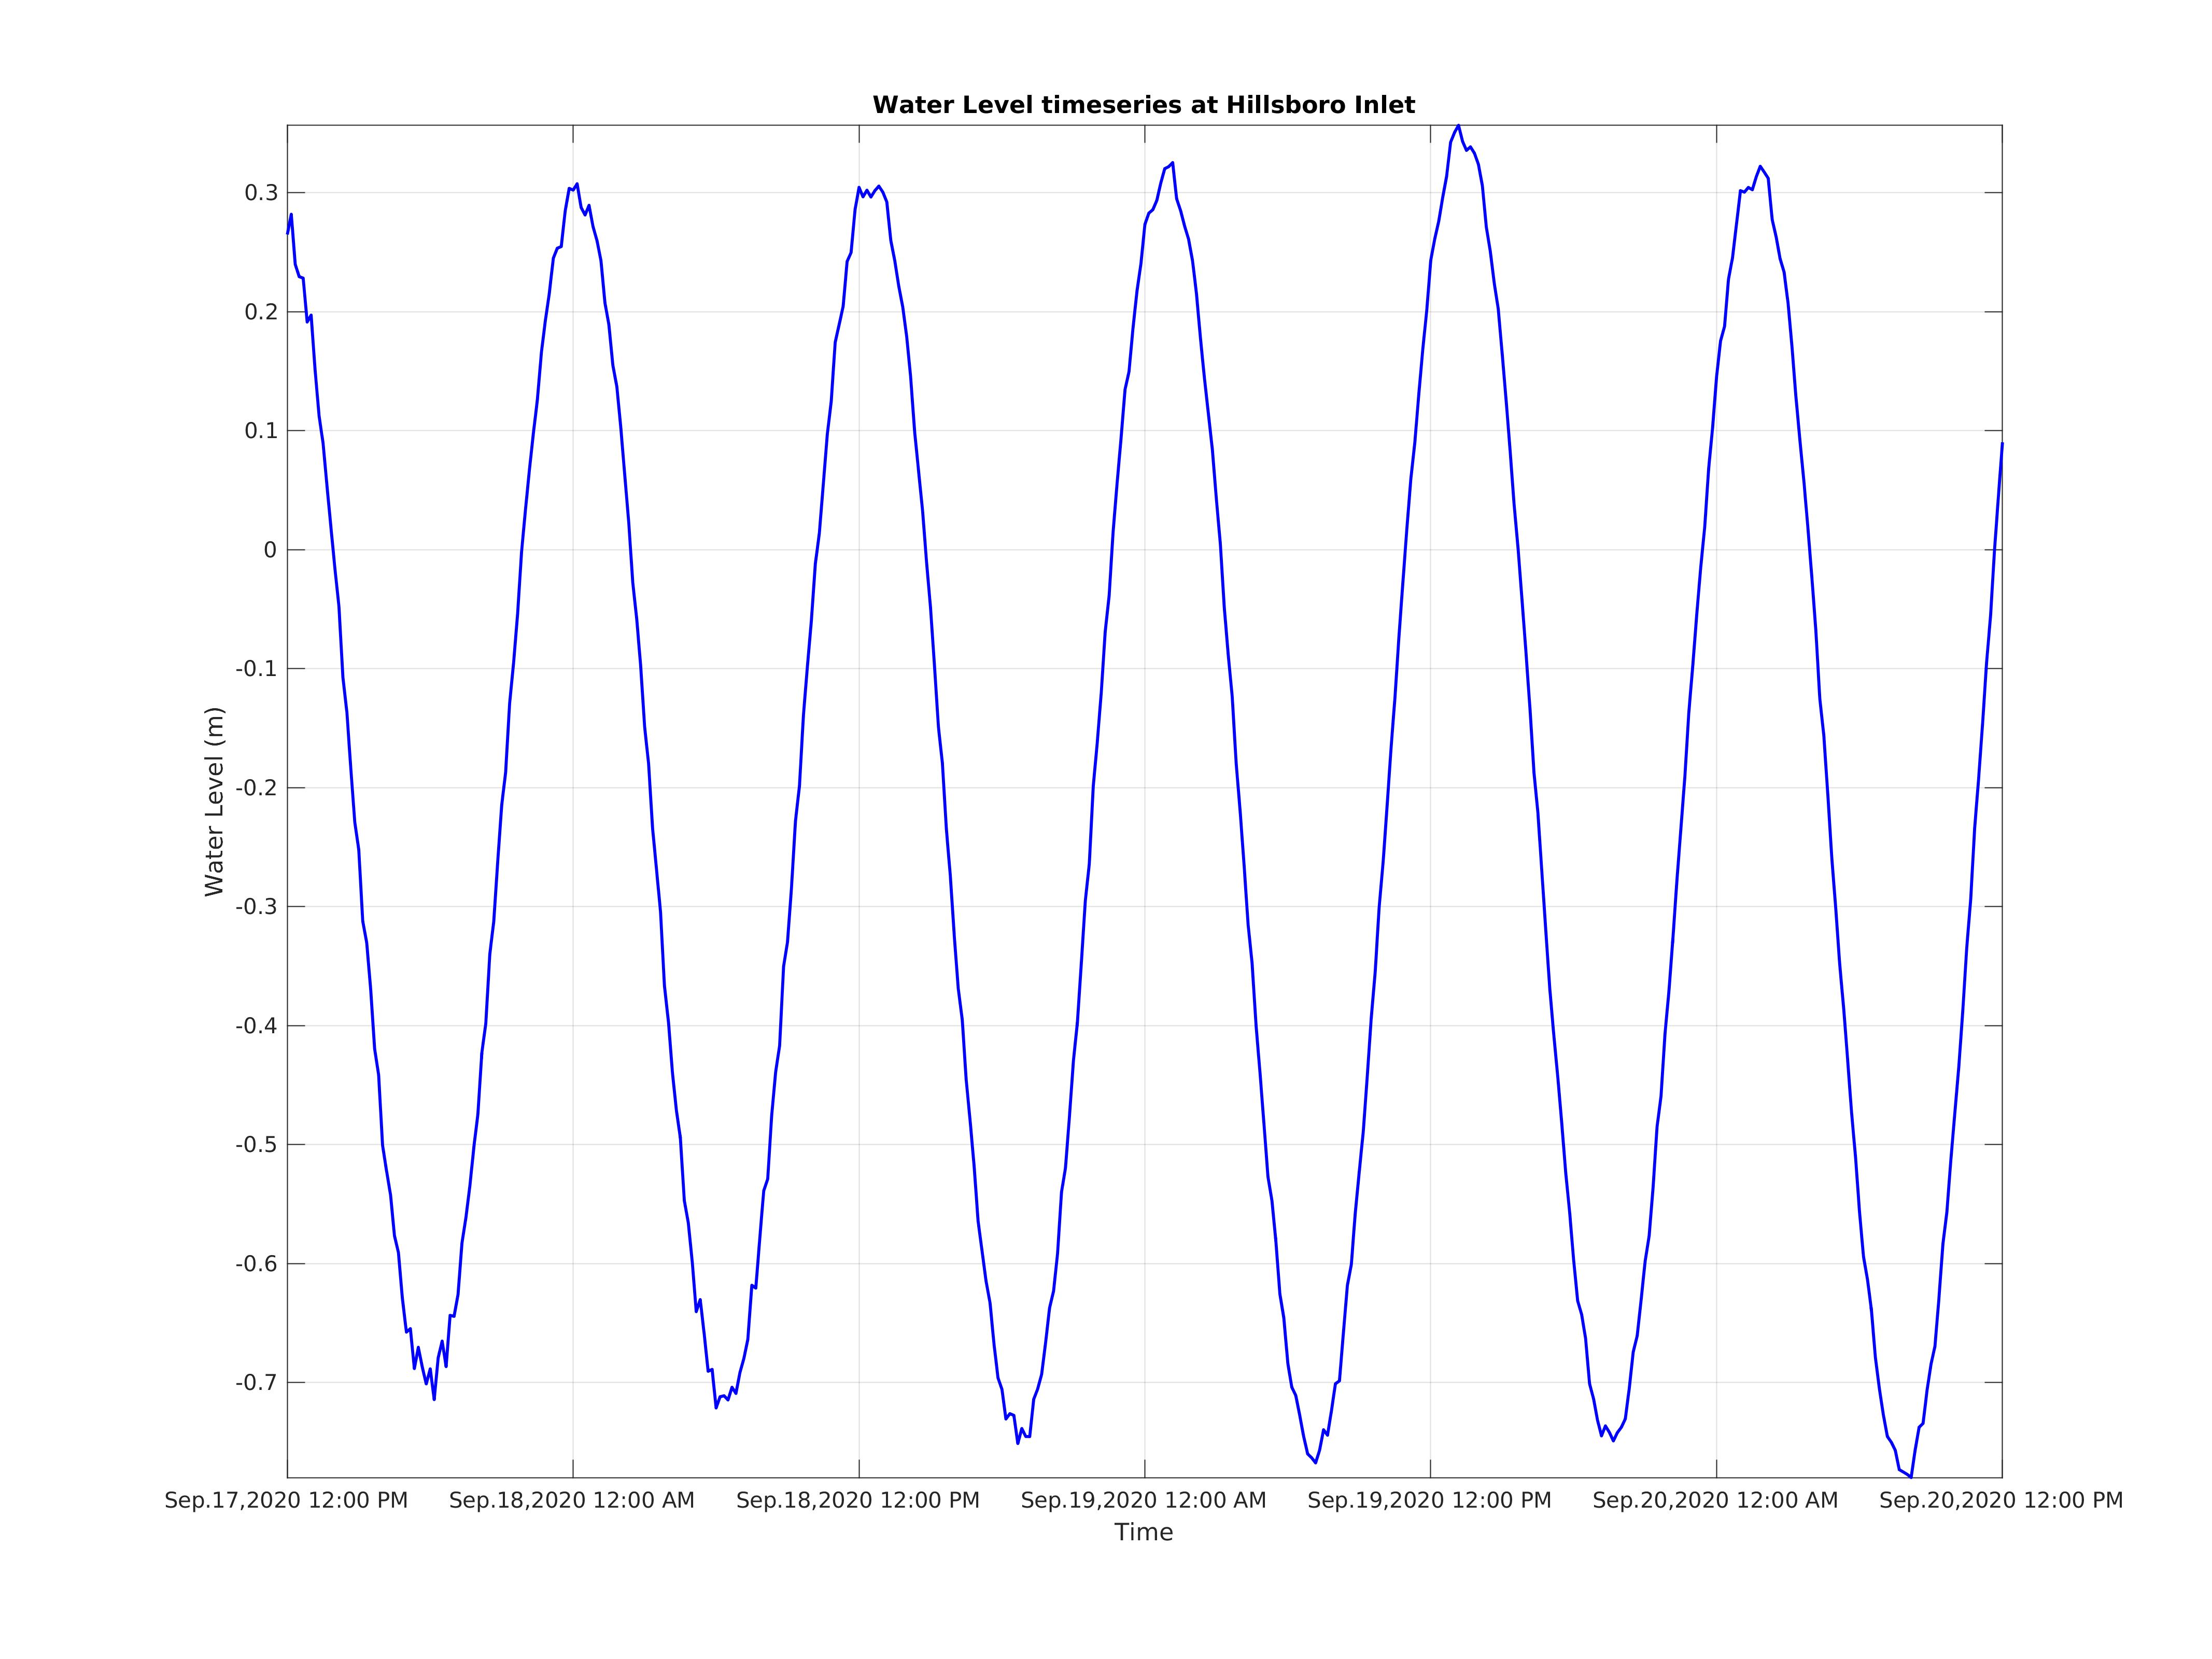 Water Level timeseries at Hillsboro Inlet
0.3
0.2
0.1
0
-0.1
-0.2
-0.3
-0.4
-0.5
-0.6
-0.7
Water Level (m)
Sep.17,2020 12:00 PM
Sep.18,2020 12:00 AM
Sep.18,2020 12:00 PM
Sep.19,2020 12:00 AM
Sep.19,2020 12:00 PM
Sep.20,2020 12:00 AM
Sep.20,2020 12:00 PM
Time